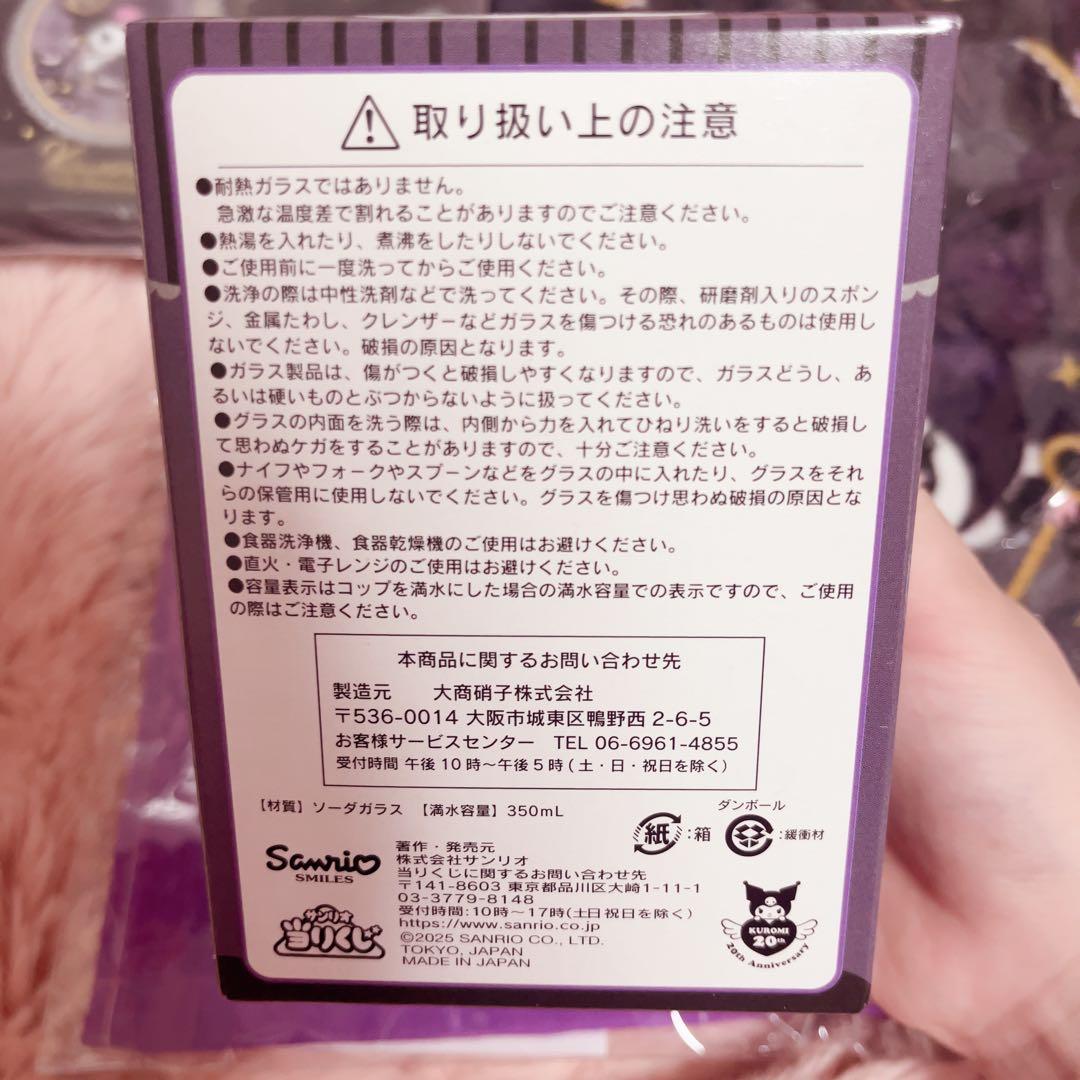 取り扱い上の注意
●耐熱ガラスではありません。
急激な温度差で割れることがありますのでご注意ください。
●熱湯を入れたり、煮沸をしたりしないでください。
●ご使用前に一度洗ってからご使用ください。
●洗浄の際は中性洗剤などで洗ってください。その際、研磨剤入りのスポン
ジ、金属たわし、クレンザーなどガラスを傷つける恐れのあるものは使用し
ないでください。破損の原因となります。
●ガラス製品は、傷がつくと破損しやすくなりますので、ガラスどうし、あ
るいは硬いものとぶつからないように扱ってください。
●グラスの内面を洗う際は、内側から力を入れてひねり洗いをすると破損し
て思わぬケガをすることがありますので、十分ご注意ください。
●ナイフやフォークやスプーンなどをグラスの中に入れたり、グラスをそれ
らの保管用に使用しないでください。グラスを傷つけ思わぬ破損の原因とな
ります。
●食器洗浄機、食器乾燥機のご使用はお避けください。
●直火・電子レンジのご使用はお避けください。
●容量表示はコップを満水にした場合の満水容量での表示ですので、ご使用
の際はご注意ください。
本商品に関するお問い合わせ先
製造元 大商硝子株式会社
〒536-0014 大阪市城東区鴫野西 2-6-5
お客様サービスセンター TEL 06-6961-4855
受付時間 午後10時～午後5時(土・日・祝日を除く)
【材質】ソーダガラス 【満水容量】350mL
紙:箱
ダンボール
:緩衝材
Sanrio
SMILES
サンリオ
当りくじ
著作・発売元
株式会社サンリオ
当りくじに関するお問い合わせ先
〒141-8603 東京都品川区大崎1-11-1
03-3779-8148
受付時間:10時～17時(土日祝日を除く)
https://www.sanrio.co.jp
©2025 SANRIO CO., LTD.
TOKYO, JAPAN
MADE IN JAPAN
KUROMI
20th
20th Anniversary